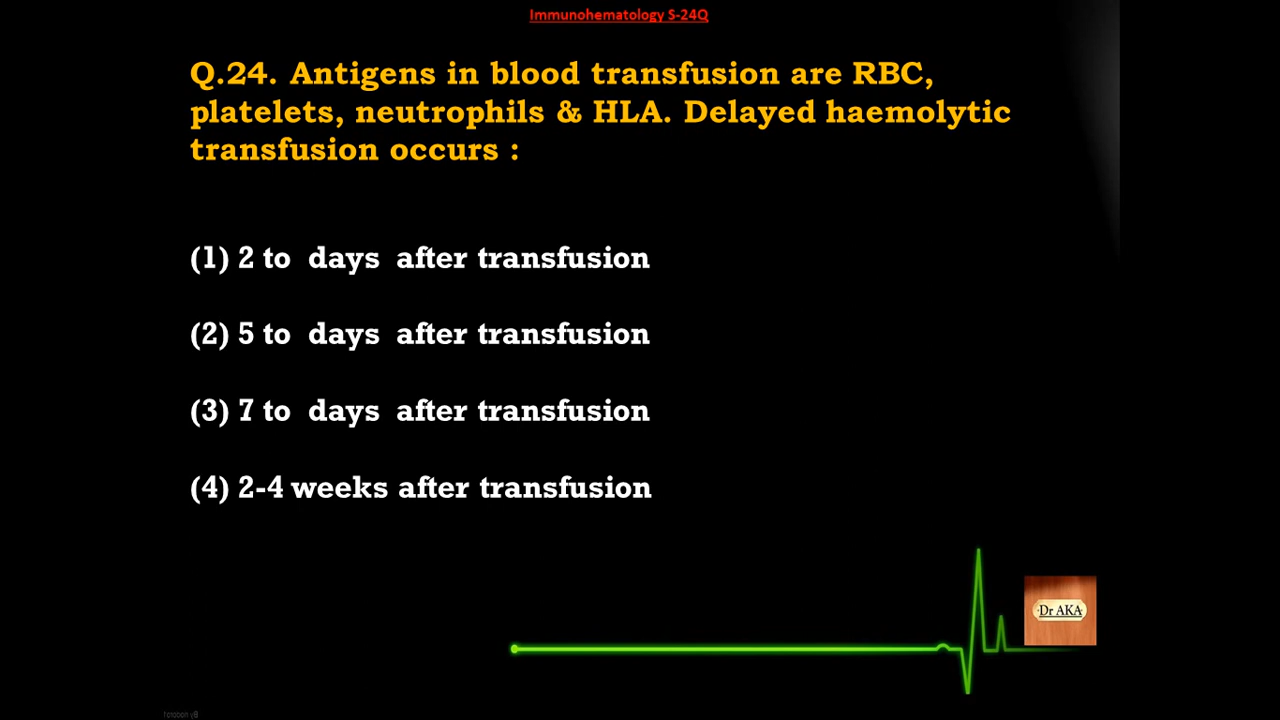 Immunohematology S-24Q
Q.24. Antigens in blood transfusion are RBC,
platelets, neutrophils & HLA. Delayed haemolytic
transfusion occurs :
(1) 2 to days after transfusion
(2) 5 to days after transfusion
(3) 7 to days after transfusion
(4) 2-4 weeks after transfusion
Dr AKA